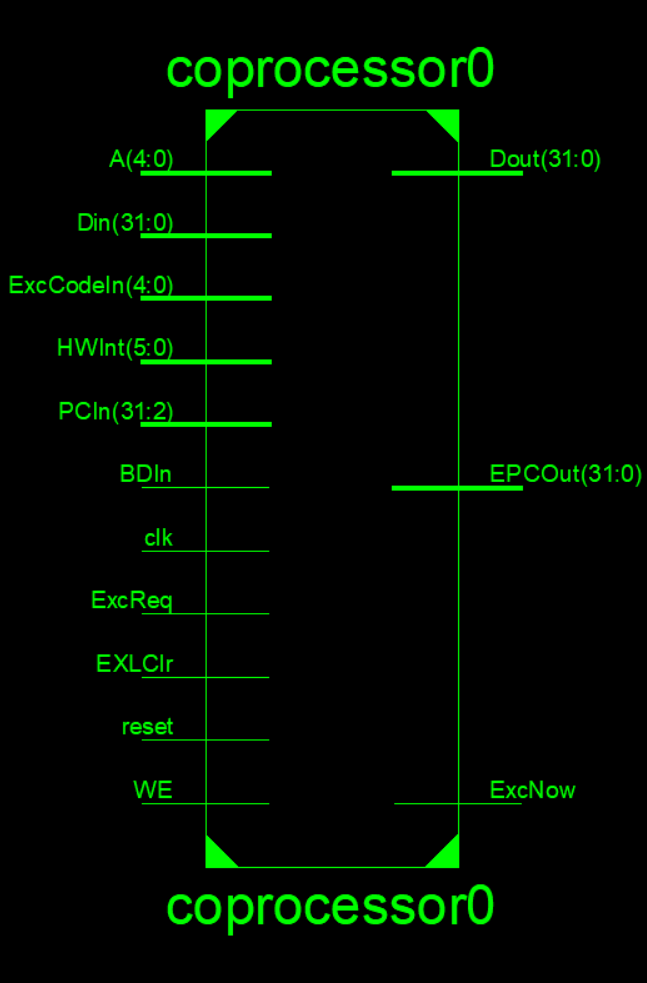 coprocessor0
A(4:0)
Dout(31:0)
Din(31:0)
ExcCodeIn(4:0)
HWInt(5:0)
PCIn(31:2)
BDIn
EPCOut(31:0)
clk
ExcReq
EXLClr
reset
WE
ExcNow
coprocessor0